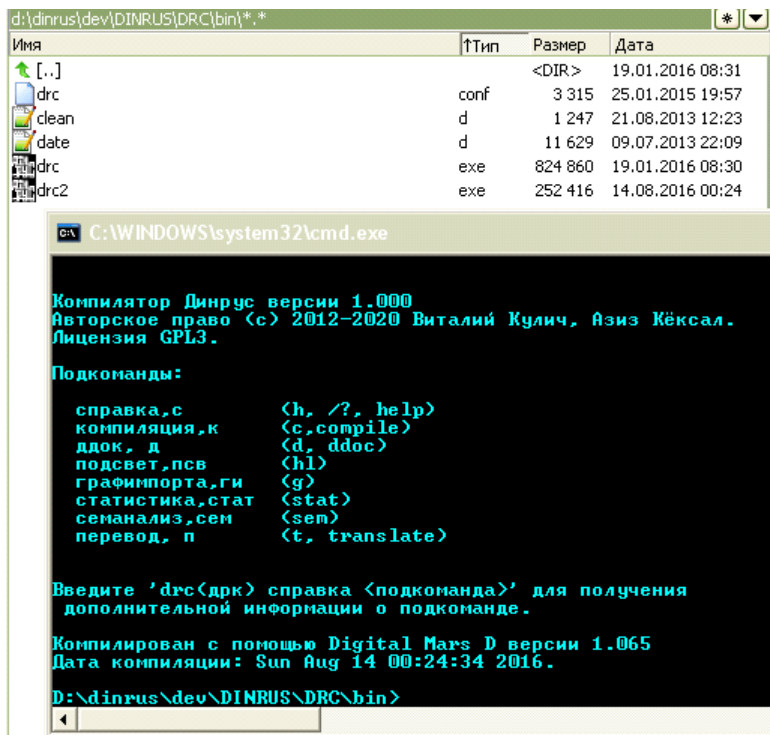 d:\dinrus\dev\DINRUS\DRC\bin\*.* * ▼
Имя ↑Тип Размер Дата
[..] <DIR> 19.01.2016 08:31
drc conf 3 315 25.01.2015 19:57
clean d 1 247 21.08.2013 12:23
date d 11 629 09.07.2013 22:09
drc exe 824 860 19.01.2016 08:30
drc2 exe 252 416 14.08.2016 00:24
C:\WINDOWS\system32\cmd.exe
Компилятор Динрус версии 1.000
Авторское право (c) 2012-2020 Виталий Кулич, Азиз Кёксал.
Лицензия GPL3.
Подкоманды:
справка,с (h, /?, help)
компиляция,к (c,compile)
ддок, д (d, ddoc)
подсвет,псв (hl)
графимпорта,ги (g)
статистика,стат (stat)
семанализ,сем (sem)
перевод, п (t, translate)
Введите 'drc(дрк) справка <подкоманда>' для получения
дополнительной информации о подкоманде.
Компилирован с помощью Digital Mars D версии 1.065
Дата компиляции: Sun Aug 14 00:24:34 2016.
D:\dinrus\dev\DINRUS\DRC\bin>